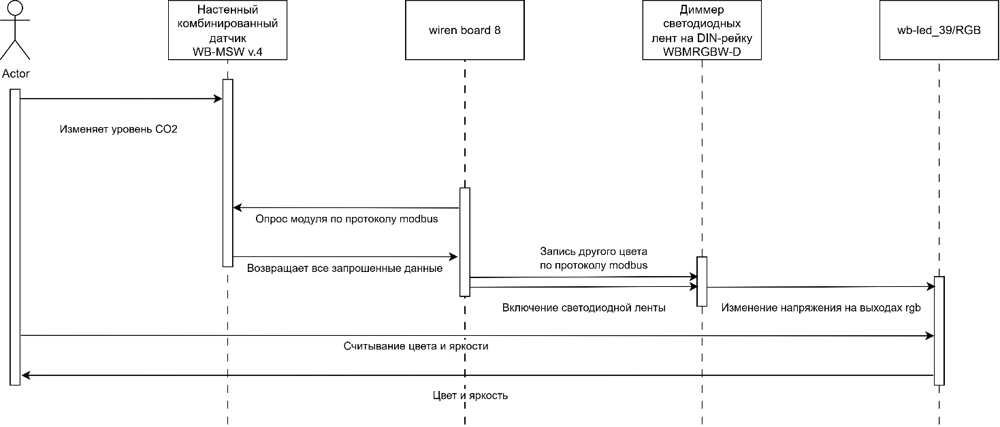 Actor
Настенный
комбинированный
датчик
WB-MSW v.4
wiren board 8
Диммер
светодиодных
лент на DIN-рейку
WBMRGBW-D
wb-led_39/RGB
Изменяет уровень CO2
Опрос модуля по протоколу modbus
Возвращает все запрошенные данные
Запись другого цвета
по протоколу modbus
Включение светодиодной ленты
Изменение напряжения на выходах rgb
Считывание цвета и яркости
Цвет и яркость